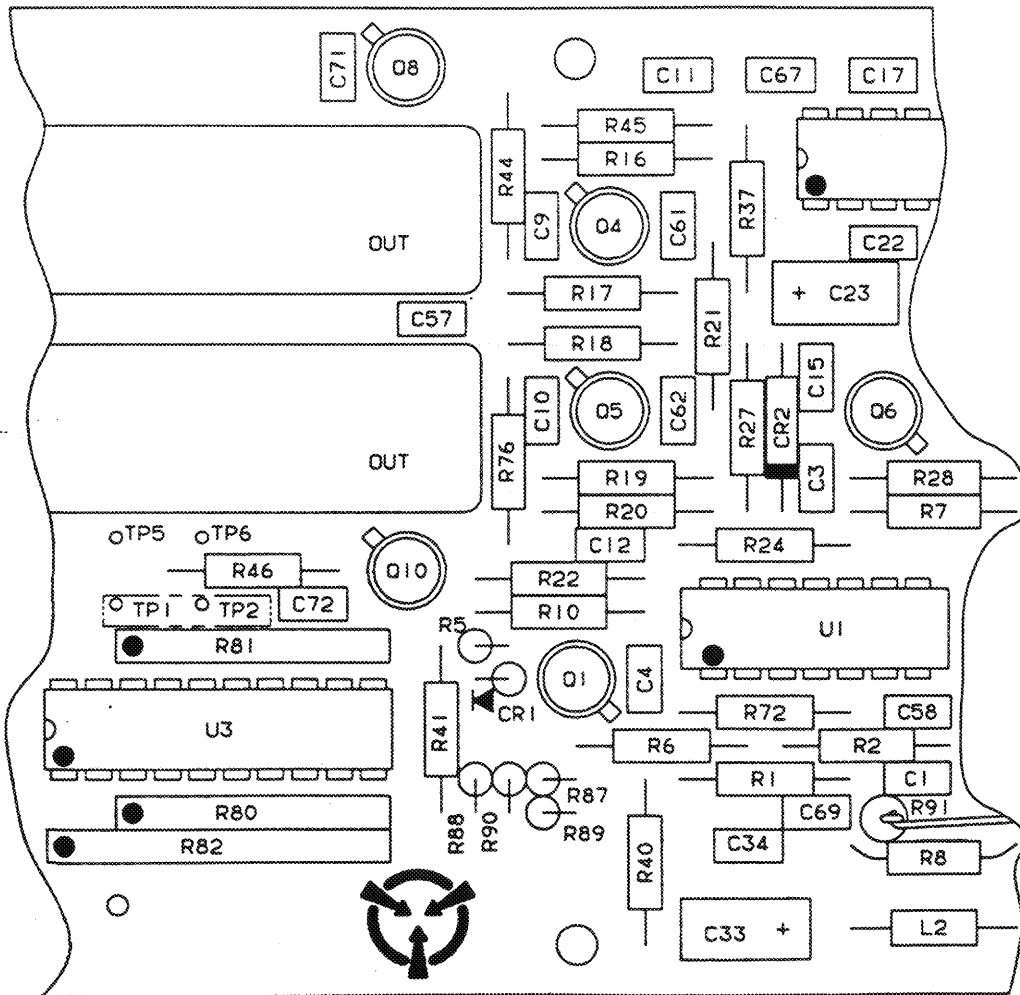 C71
Q8
C11
C67
C17
R45
R16
R44
R37
C9
Q4
C61
OUT
C22
R17
+ C23
C57
R21
R18
C15
C10
Q5
C62
R27
CR2
Q6
OUT
R76
R19
C3
R28
R20
R7
TP5
TP6
C12
R24
R46
Q10
R22
TP1
TP2
C72
R10
U1
R5
R81
Q1
C4
CR1
R72
C58
U3
R41
R6
R2
R1
C1
R87
R80
C69
R91
R88
R90
R89
R82
C34
R40
R8
C33 +
L2